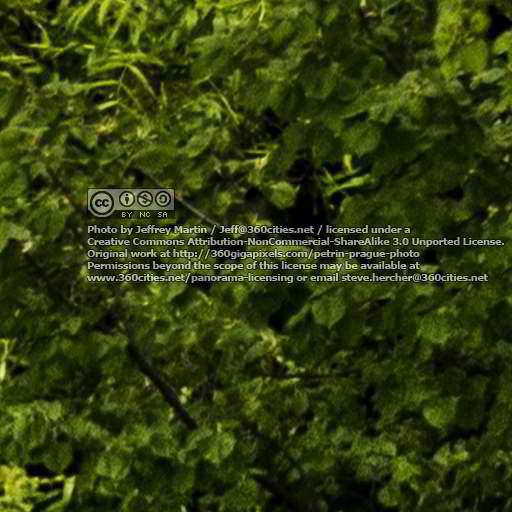 cc
BY NC SA
Photo by Jeffrey Martin / Jeff@360cities.net / licensed under a
Creative Commons Attribution-NonCommercial-ShareAlike 3.0 Unported License.
Original work at http://360gigapixels.com/petrin-prague-photo
Permissions beyond the scope of this license may be available at
www.360cities.net/panorama-licensing or email steve.hercher@360cities.net